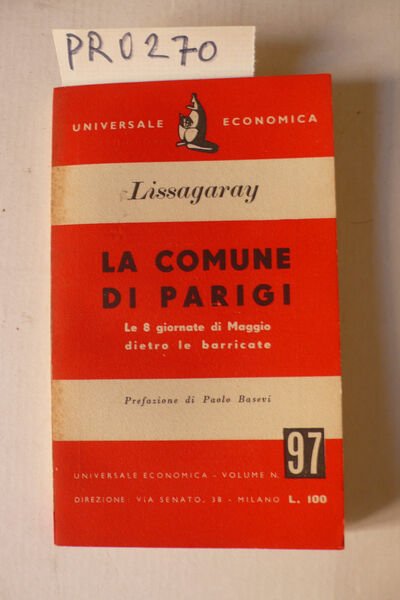 PR0270
UNIVERSALE ECONOMICA
Lissagaray
LA COMUNE
DI PARIGI
Le 8 giornate di Maggio
dietro le barricate
Prefazione di Paolo Basevi
UNIVERSALE ECONOMICA - VOLUME N. 97
DIREZIONE: VIA SENATO, 38 - MILANO L. 100